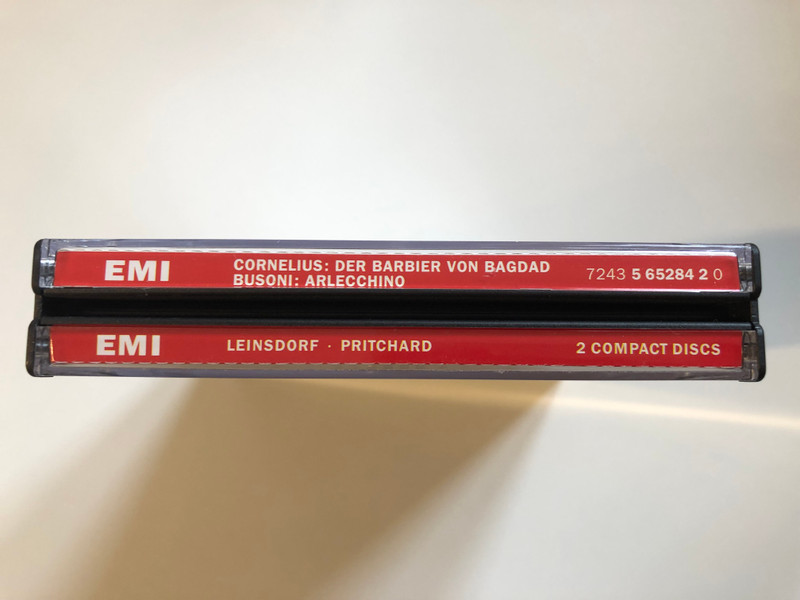 EMI CORNELIUS: DER BARBIER VON BAGDAD 7243 5 65284 2 0
BUSONI: ARLECCHINO
EMI LEINSDORF · PRITCHARD 2 COMPACT DISCS